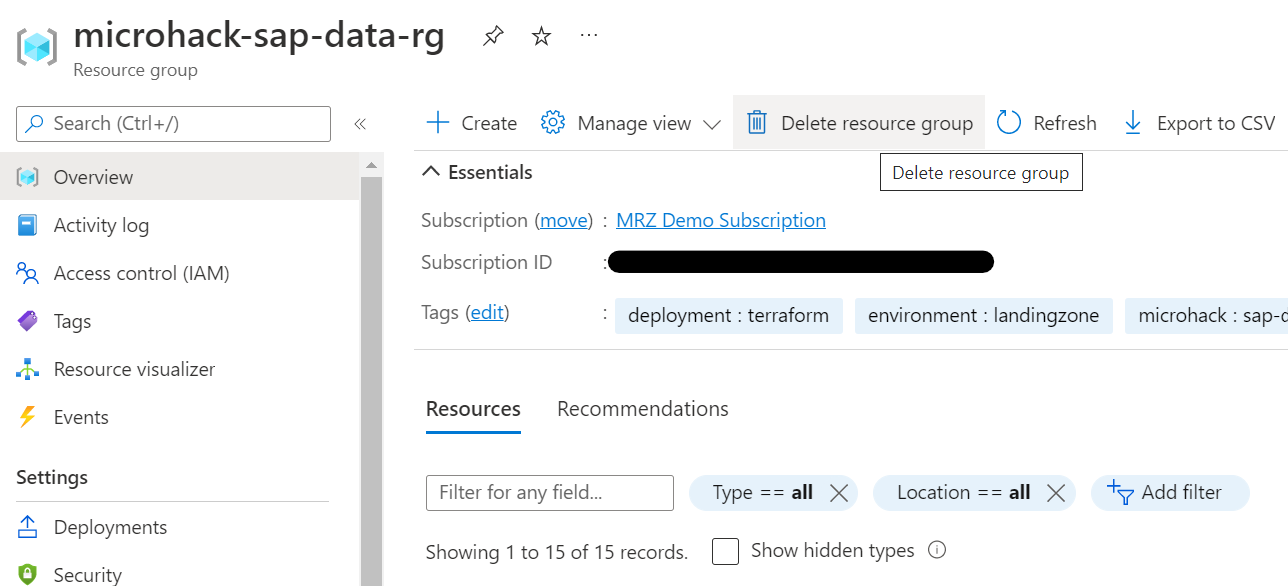 microhack-sap-data-rg
Resource group
Search (Ctrl+/)
Overview
Activity log
Access control (IAM)
Tags
Resource visualizer
Events
Settings
Deployments
Security
Create
Manage view
Delete resource group
Refresh
Export to CSV
Delete resource group
Essentials
Subscription (move) : MRZ Demo Subscription
Subscription ID :
Tags (edit) : deployment : terraform environment : landingzone microhack : sap-d
Resources Recommendations
Filter for any field... Type == all Location == all Add filter
Showing 1 to 15 of 15 records. Show hidden types